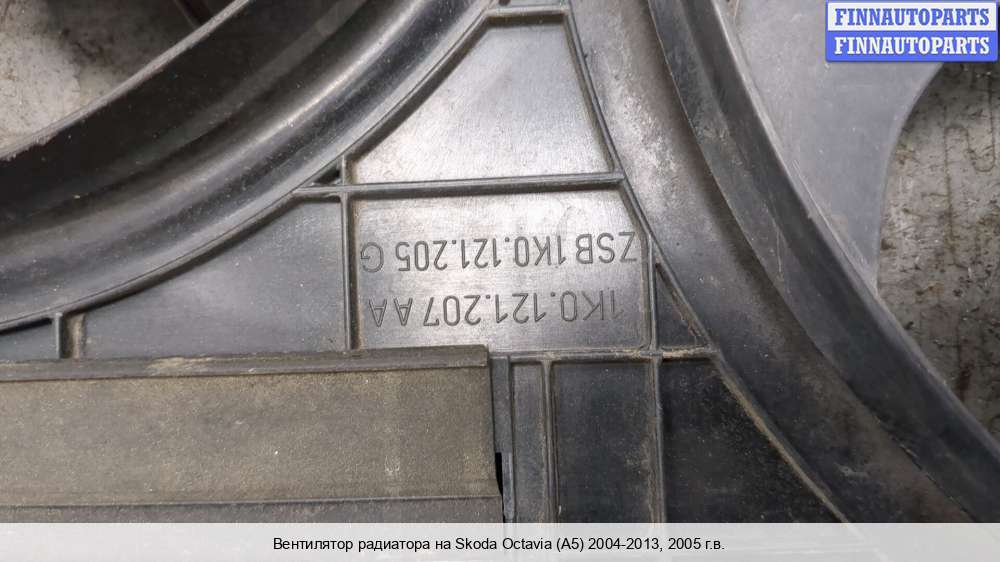 FINNAUTOPARTS
FINNAUTOPARTS
1K0.121.207 AA
ZSB 1K0.121.205 G
Вентилятор радиатора на Skoda Octavia (A5) 2004-2013, 2005 г.в.